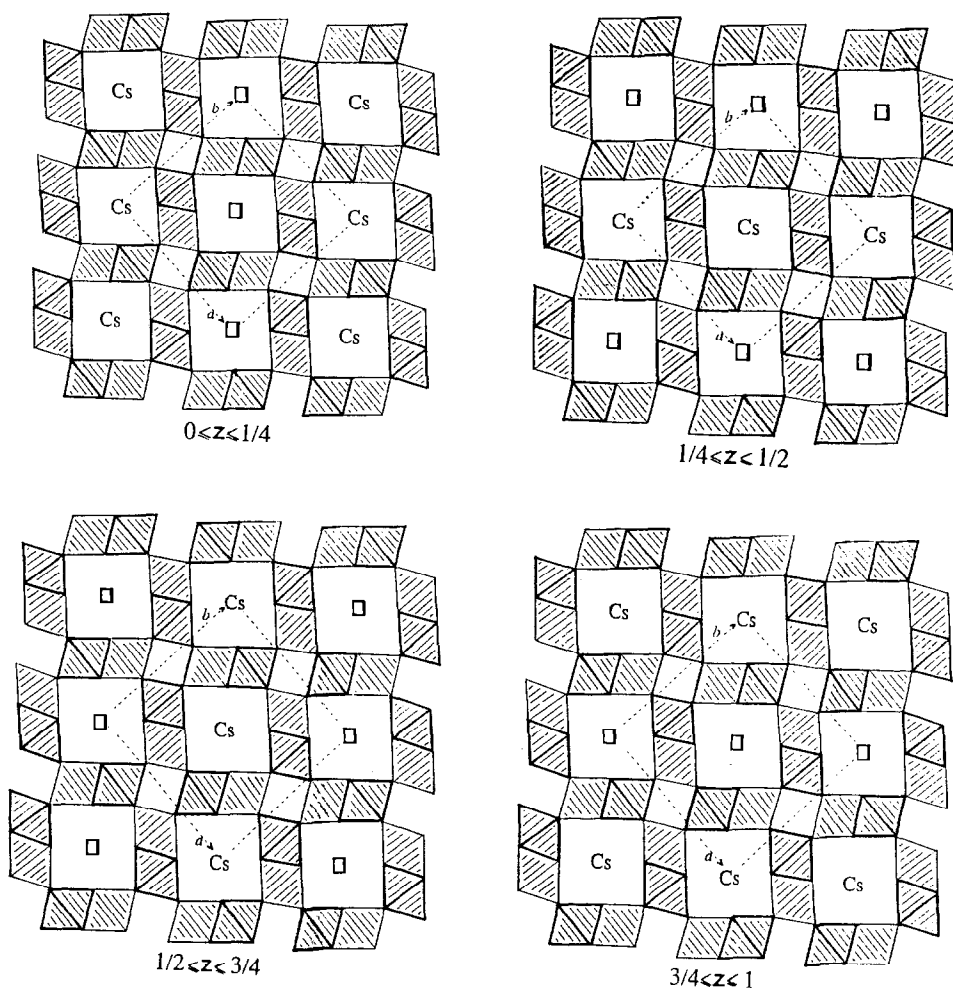 Cs b Cs
Cs Cs
Cs d Cs
0⩽z⩽1/4
b
Cs Cs Cs
d
1/4⩽z⩽1/2
b Cs
Cs
d Cs
1/2⩽z⩽3/4
Cs b Cs Cs
Cs d Cs Cs
3/4⩽z⩽1